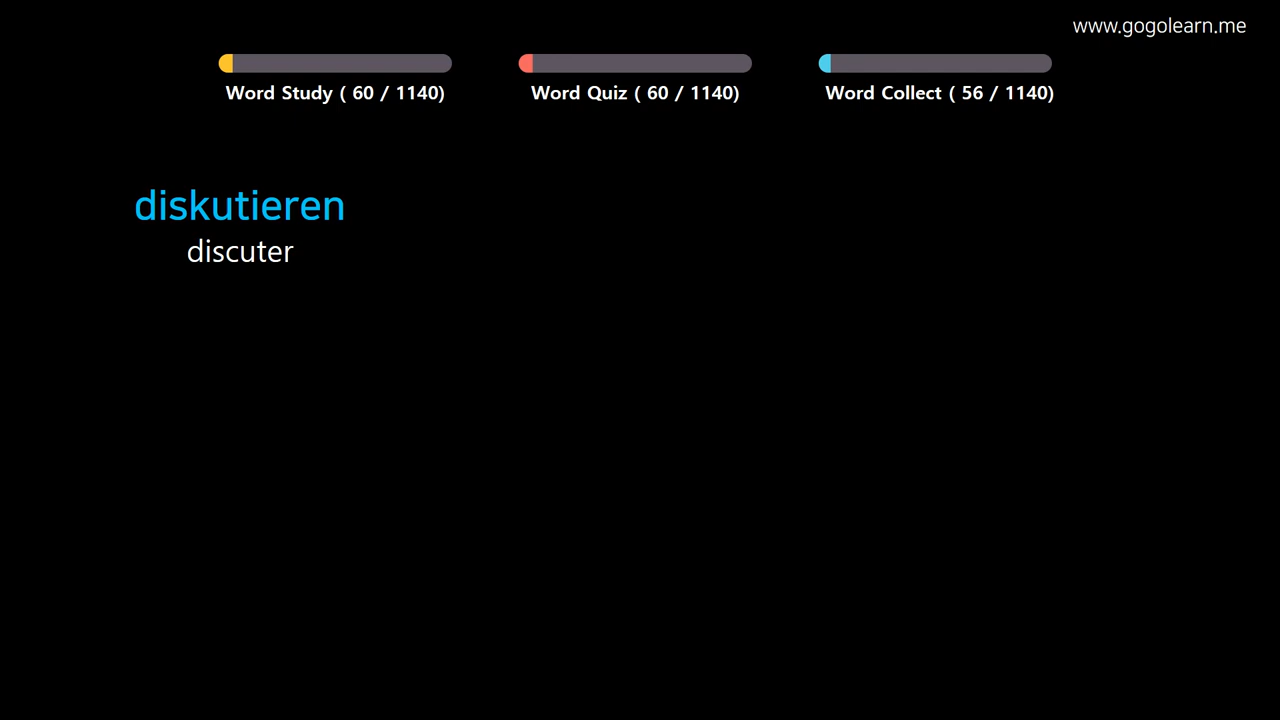 www.gogolearn.me
Word Study ( 60 / 1140)
Word Quiz ( 60 / 1140)
Word Collect ( 56 / 1140)
diskutieren
discuter